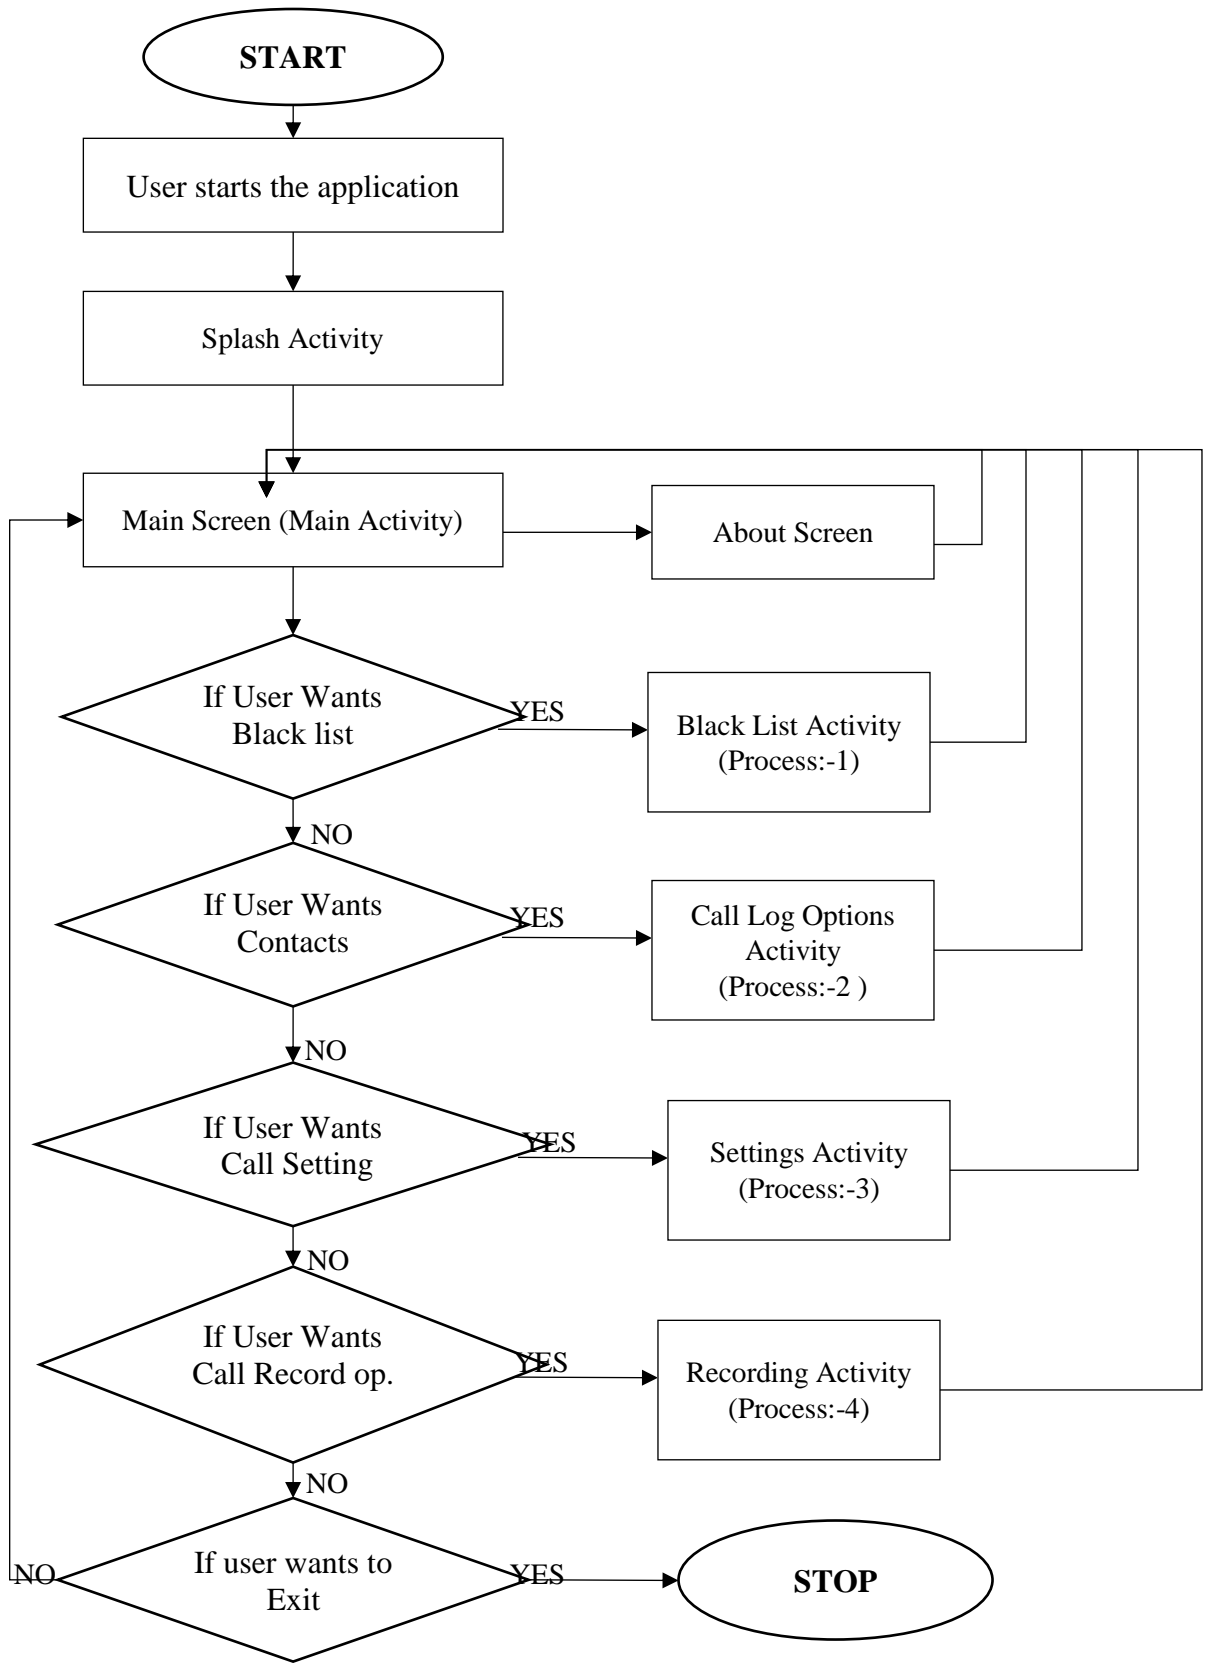 START
User starts the application
Splash Activity
Main Screen (Main Activity)
About Screen
If User Wants
Black list
YES
Black List Activity
(Process:-1)
NO
If User Wants
Contacts
YES
Call Log Options
Activity
(Process:-2 )
NO
If User Wants
Call Setting
YES
Settings Activity
(Process:-3)
NO
If User Wants
Call Record op.
YES
Recording Activity
(Process:-4)
NO
NO
If user wants to
Exit
YES
STOP